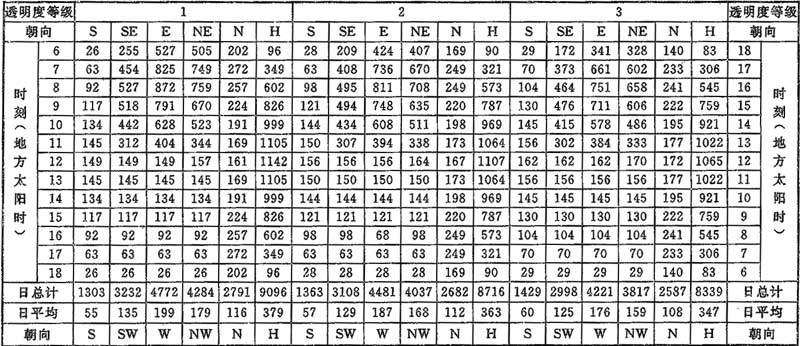 透明度等级 1 2 3 透明度等级
朝向 S SE E NE N H S SE E NE N H S SE E NE N H 朝向
时刻(地方太阳时) 6 26 255 527 505 202 96 28 209 424 407 169 90 29 172 341 328 140 83 18 时刻(地方太阳时)
7 63 454 825 749 272 349 63 408 736 670 249 321 70 373 661 602 233 306 17
8 92 527 872 759 257 602 98 495 811 708 249 573 104 464 751 658 241 545 16
9 117 518 791 670 224 826 121 494 748 635 220 787 130 476 711 606 222 759 15
10 134 442 628 523 191 999 144 434 608 511 198 969 145 415 578 486 195 921 14
11 145 312 404 344 169 1105 150 307 394 338 173 1064 156 302 384 333 177 1022 13
12 149 149 149 157 161 1142 156 156 156 164 167 1107 162 162 162 170 172 1065 12
13 145 145 145 145 169 1105 150 150 150 150 173 1064 156 156 156 156 177 1022 11
14 134 134 134 134 191 999 144 144 144 144 198 969 145 145 145 145 195 921 10
15 117 117 117 117 224 826 121 121 121 121 220 787 130 130 130 130 222 759 9
16 92 92 92 92 257 602 98 98 68 98 249 573 104 104 104 104 241 545 8
17 63 63 63 63 272 349 63 63 63 63 249 321 70 70 70 70 233 306 7
18 26 26 26 26 202 96 28 28 28 28 169 90 29 29 29 29 140 83 6
日总计 1303 3232 4772 4284 2791 9096 1363 3108 4481 4037 2682 8716 1429 2998 4221 3817 2587 8339 日总计
日平均 55 135 199 179 116 379 57 129 187 168 112 363 60 125 176 159 108 347 日平均
朝向 S SW W NW N H S SW W NW N H S SW W NW N H 朝向